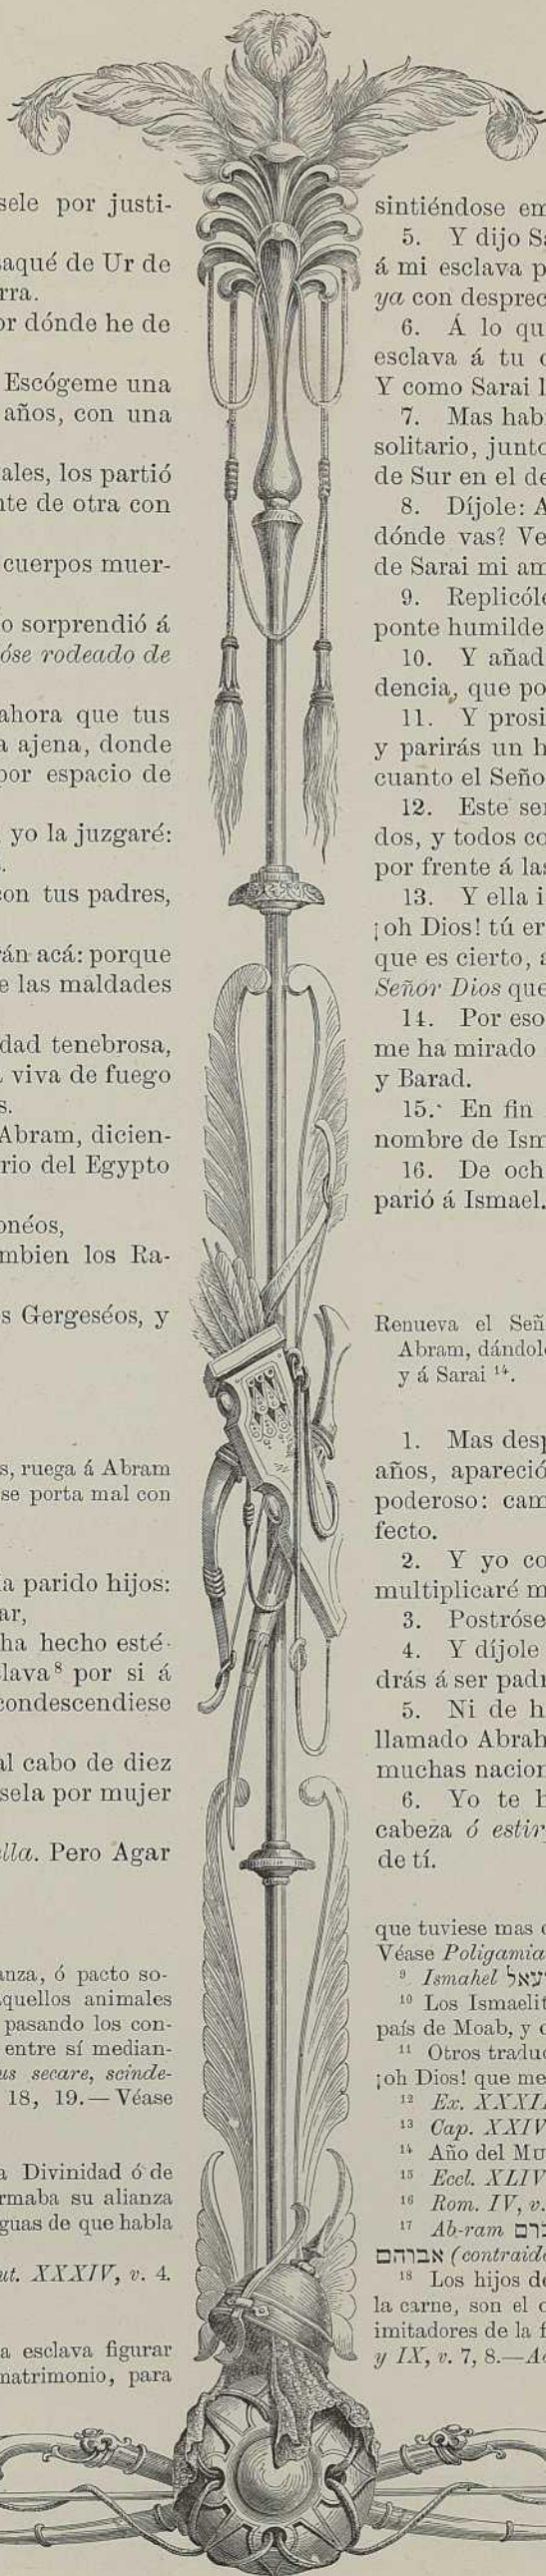 sele por justi-
saqué de Ur de
rra.
or dónde he de
Escógeme una
años, con una
ales, los partió
te de otra con
cuerpos muer-
o sorprendió á
óse rodeado de
ahora que tus
a ajena, donde
por espacio de
yo la juzgaré:
con tus padres,
rán acá: porque
e las maldades
dad tenebrosa,
viva de fuego
s.
Abram, dicien-
rio del Egypto
onéos,
mbien los Ra-
s Gergeséos, y
s, ruega á Abram
se porta mal con
a parido hijos:
ar,
ha hecho esté-
lava⁸ por si á
condescendiese
al cabo de diez
sela por mujer
lla. Pero Agar
anza, ó pacto so-
quellos animales
pasando los con-
entre sí median-
us secare, scinde-
18, 19.—Véase
a Divinidad ó de
rmaba su alianza
guas de que habla
ut. XXXIV, v. 4.
a esclava figurar
matrimonio, para
sintiéndose em
5. Y dijo Sa
á mi esclava p
ya con desprec
6. Á lo qu
esclava á tu
Y como Sarai l
7. Mas hab
solitario, junto
de Sur en el de
8. Díjole: A
dónde vas? Ve
de Sarai mi am
9. Replicóle
ponte humilde
10. Y añad
dencia, que po
11. Y prosi
y parirás un h
cuanto el Seño
12. Este ser
dos, y todos co
por frente á las
13. Y ella i
¡oh Dios! tú er
que es cierto, a
Señor Dios que
14. Por eso
me ha mirado
y Barad.
15. En fin
nombre de Ism
16. De och
parió á Ismael.
Renueva el Señ
Abram, dándole
y á Sarai ¹⁴.
1. Mas desp
años, apareció
poderoso: cam
fecto.
2. Y yo co
multiplicaré m
3. Postróse
4. Y díjole
drás á ser padr
5. Ni de h
llamado Abrah
muchas nacion
6. Yo te h
cabeza ó estirp
de tí.
que tuviese mas
Véase Poligamia
⁹ Ismahel
¹⁰ Los Ismaelit
país de Moab, y
¹¹ Otros traduc
¡oh Dios! que me
¹² Ex. XXXII
¹³ Cap. XXIV
¹⁴ Año del Mu
¹⁵ Eccl. XLIV
¹⁶ Rom. IV, v.
¹⁷ Ab-ram
אברהם (contraido
¹⁸ Los hijos de
la carne, son el
imitadores de la f
y IX, v. 7, 8.—Ad